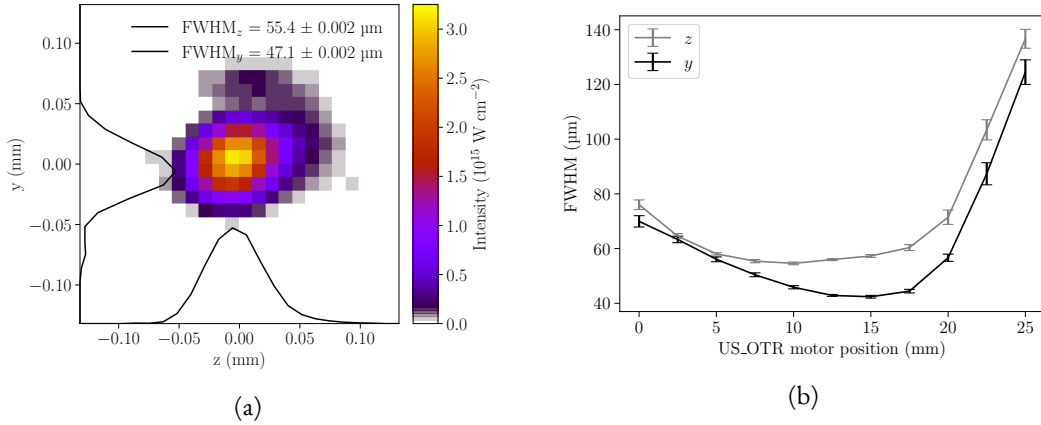 FWHM_z = 55.4 ± 0.002 µm
FWHM_y = 47.1 ± 0.002 µm
0.10
0.05
0.00
−0.05
−0.10
y (mm)
−0.10 −0.05 0.00 0.05 0.10
z (mm)
3.0
2.5
2.0
1.5
1.0
0.5
0.0
Intensity (10¹⁵ W cm⁻²)
(a)
z
y
140
120
100
80
60
40
FWHM (µm)
0 5 10 15 20 25
US_OTR motor position (mm)
(b)